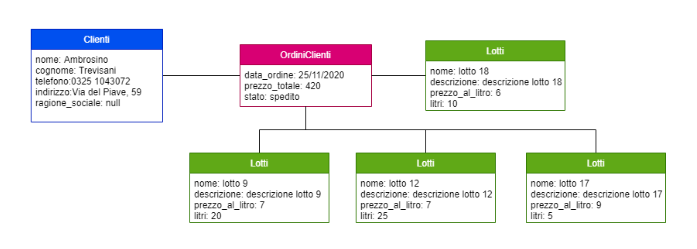 Clienti
nome: Ambrosino
cognome: Trevisani
telefono:0325 1043072
indirizzo:Via del Piave, 59
ragione_sociale: null
OrdiniClienti
data_ordine: 25/11/2020
prezzo_totale: 420
stato: spedito
Lotti
nome: lotto 18
descrizione: descrizione lotto 18
prezzo_al_litro: 6
litri: 10
Lotti
nome: lotto 9
descrizione: descrizione lotto 9
prezzo_al_litro: 7
litri: 20
Lotti
nome: lotto 12
descrizione: descrizione lotto 12
prezzo_al_litro: 7
litri: 25
Lotti
nome: lotto 17
descrizione: descrizione lotto 17
prezzo_al_litro: 9
litri: 5